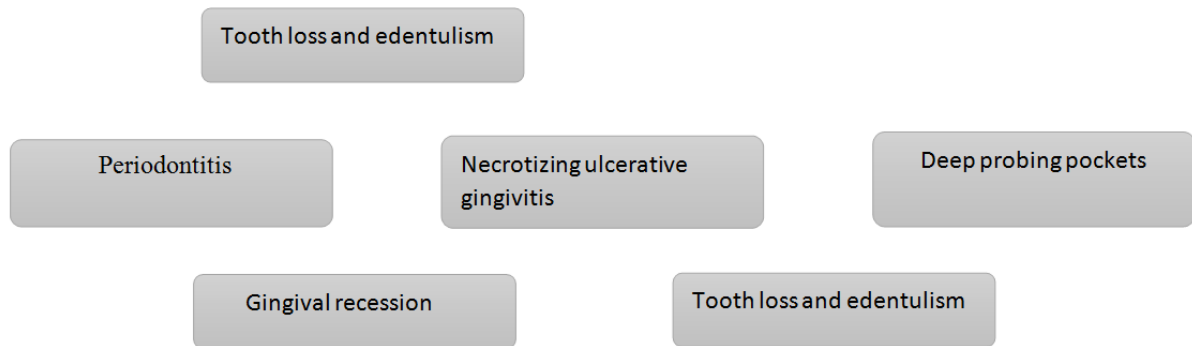 Tooth loss and edentulism
Periodontitis
Necrotizing ulcerative
gingivitis
Deep probing pockets
Gingival recession
Tooth loss and edentulism